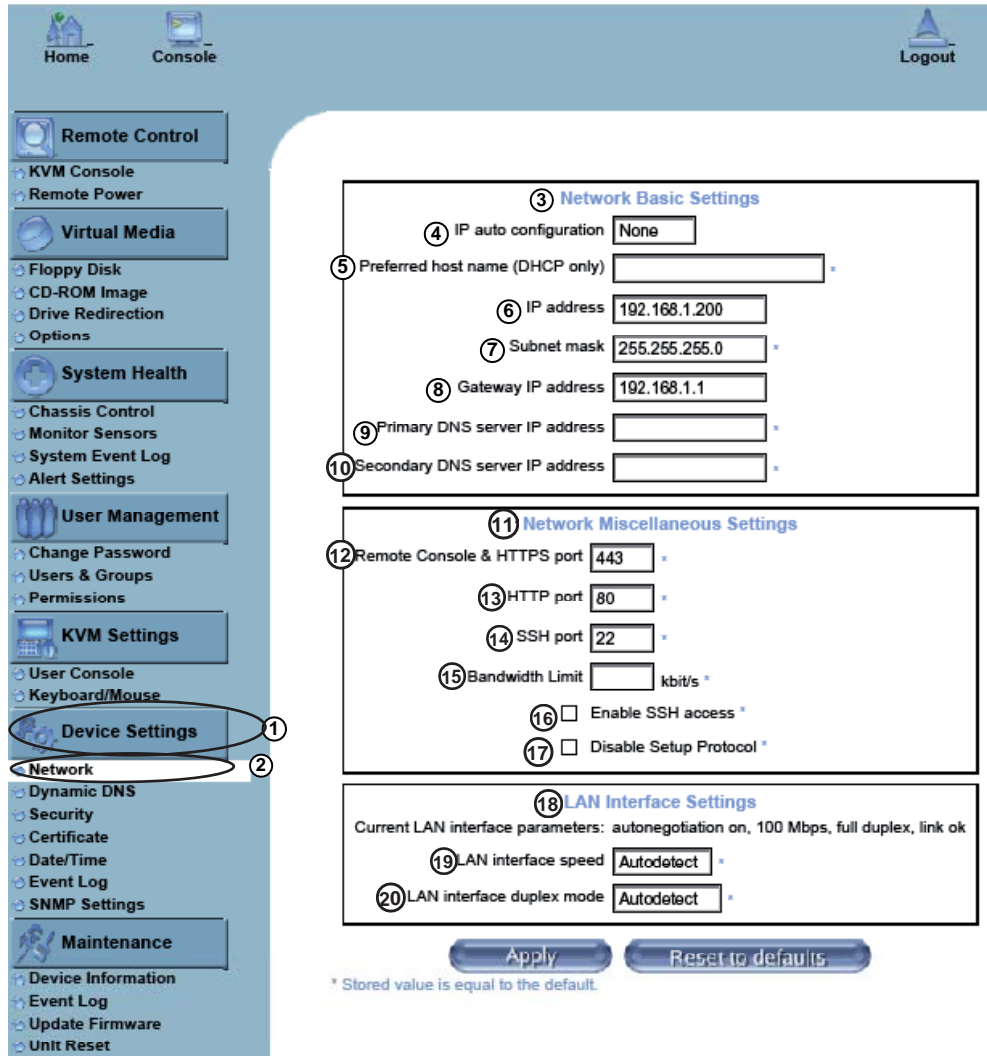 Home
Console
Logout
Remote Control
KVM Console
Remote Power
Virtual Media
Floppy Disk
CD-ROM Image
Drive Redirection
Options
System Health
Chassis Control
Monitor Sensors
System Event Log
Alert Settings
User Management
Change Password
Users & Groups
Permissions
KVM Settings
User Console
Keyboard/Mouse
Device Settings 1
Network 2
Dynamic DNS
Security
Certificate
Date/Time
Event Log
SNMP Settings
Maintenance
Device Information
Event Log
Update Firmware
Unit Reset
3 Network Basic Settings
4 IP auto configuration None
5 Preferred host name (DHCP only) *
6 IP address 192.168.1.200
7 Subnet mask 255.255.255.0 *
8 Gateway IP address 192.168.1.1
9 Primary DNS server IP address *
10 Secondary DNS server IP address *
11 Network Miscellaneous Settings
12 Remote Console & HTTPS port 443 *
13 HTTP port 80 *
14 SSH port 22 *
15 Bandwidth Limit kbit/s *
16 Enable SSH access *
17 Disable Setup Protocol *
18 LAN Interface Settings
Current LAN interface parameters: autonegotiation on, 100 Mbps, full duplex, link ok
19 LAN interface speed Autodetect *
20 LAN interface duplex mode Autodetect *
Apply
Reset to defaults
* Stored value is equal to the default.